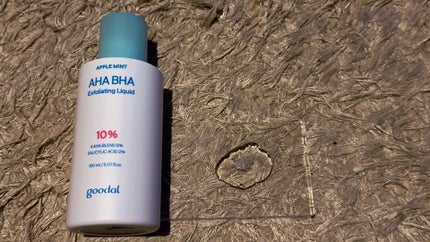 APPLE MINT
AHA BHA
Exfoliating Liquid
10%
4 AHA BLEND 8%
SALICYLIC ACID 2%
150 ml / 5.07 fl.oz.
goodal